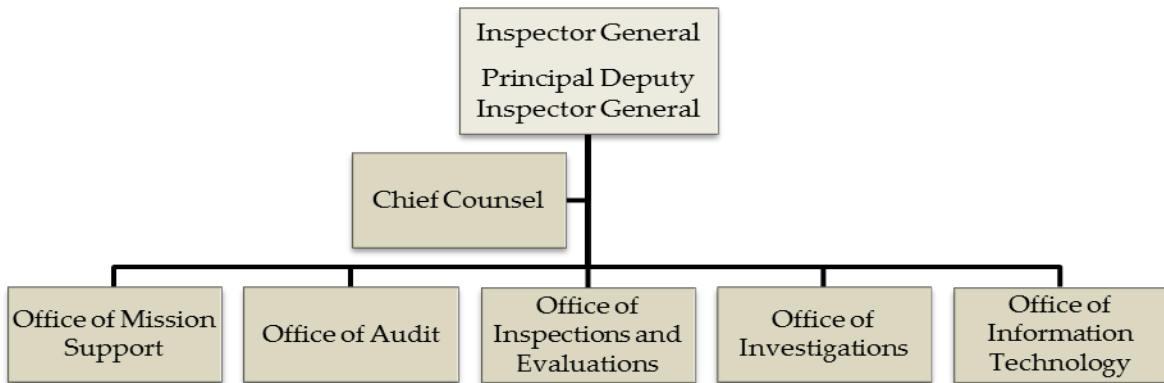 Inspector General
Principal Deputy
Inspector General
Chief Counsel
Office of Mission
Support
Office of Audit
Office of
Inspections and
Evaluations
Office of
Investigations
Office of
Information
Technology